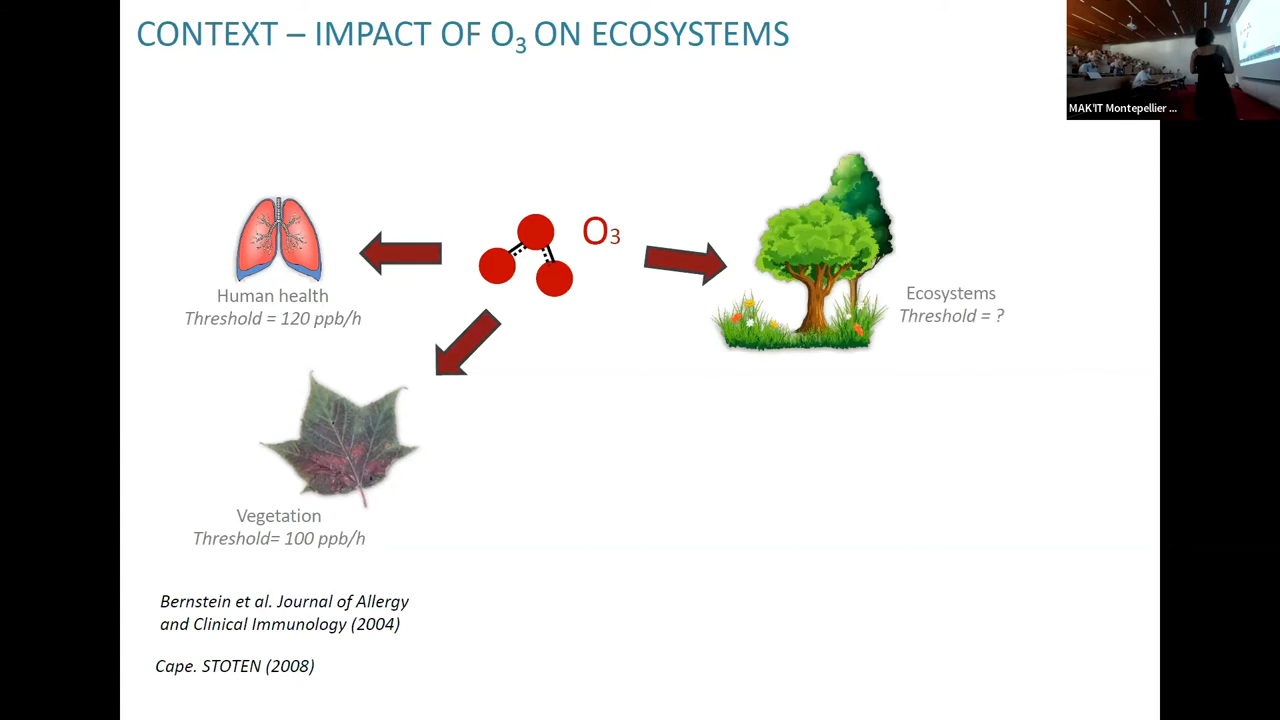 CONTEXT – IMPACT OF O₃ ON ECOSYSTEMS
MAK'IT Montepellier ...
O₃
Human health
Threshold = 120 ppb/h
Ecosystems
Threshold = ?
Vegetation
Threshold= 100 ppb/h
Bernstein et al. Journal of Allergy
and Clinical Immunology (2004)
Cape. STOTEN (2008)